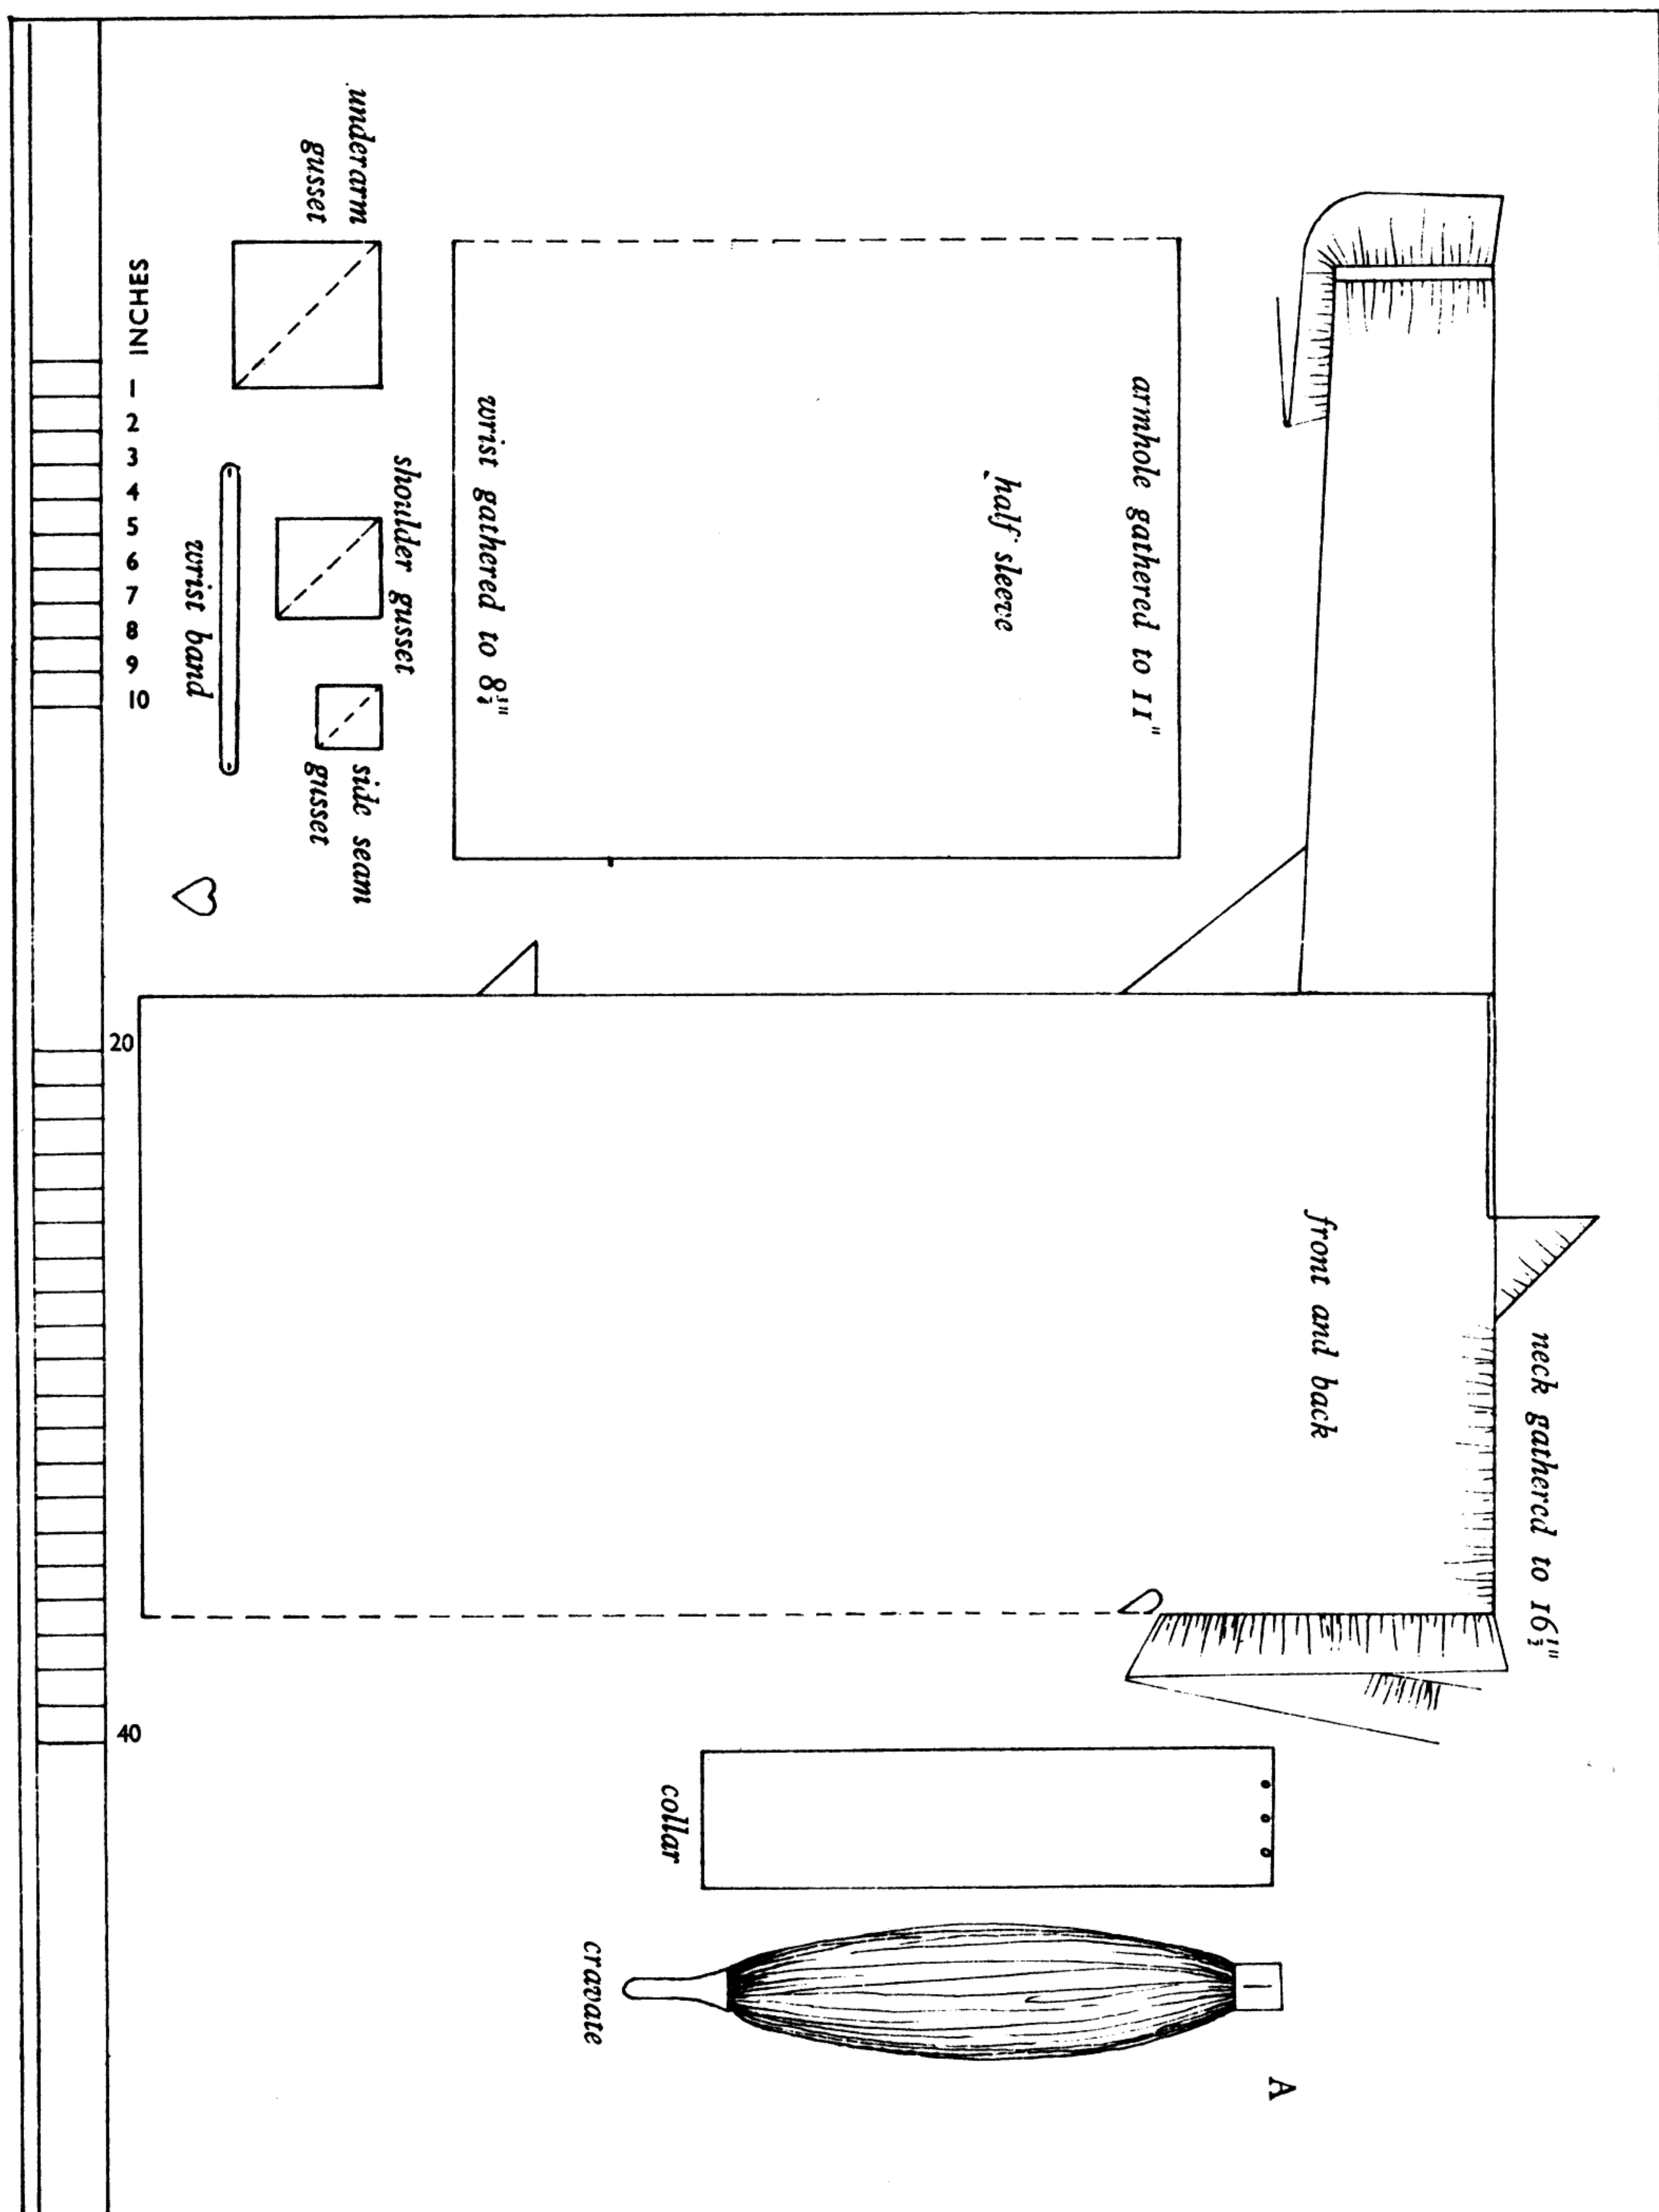 neck gathered to 16½"
armhole gathered to 11"
front and back
half sleeve
A
wrist gathered to 8½"
collar
cravate
underarm
gusset
shoulder gusset
side seam
gusset
wrist band
INCHES 1 2 3 4 5 6 7 8 9 10 20 40